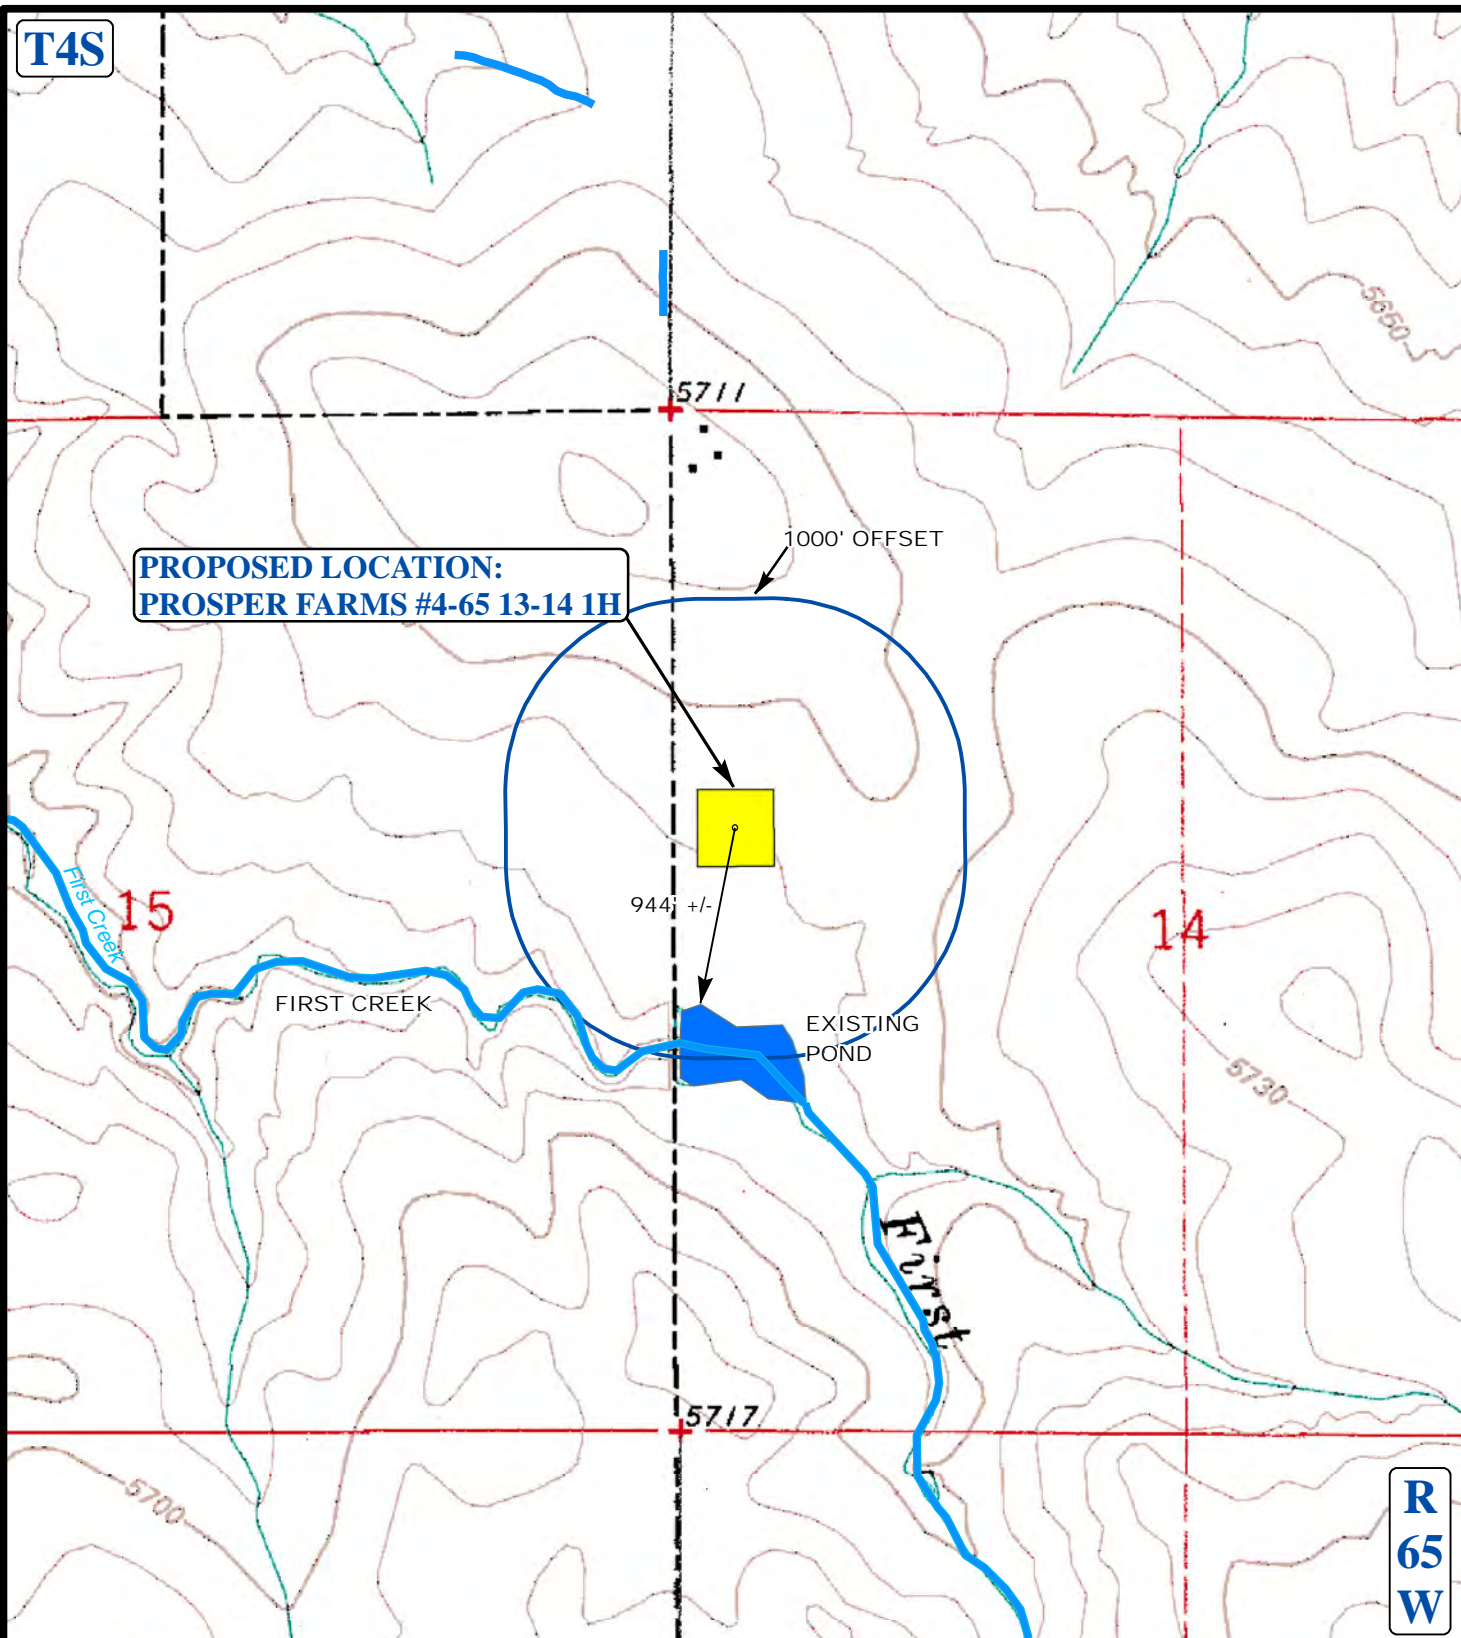 T4S
5650
5711
1000' OFFSET
PROPOSED LOCATION:
PROSPER FARMS #4-65 13-14 1H
First Creek
15
944' +/-
14
FIRST CREEK
EXISTING
POND
5730
First
5717
5700
R
65
W